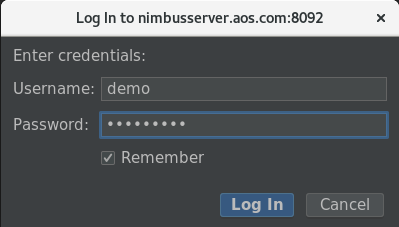 Log In to nimbusserver.aos.com:8092
Enter credentials:
Username: demo
Password: •••••••••
Remember
Log In Cancel